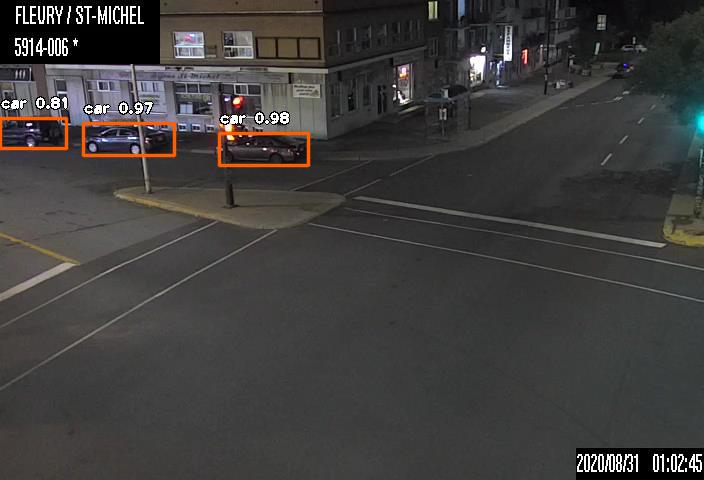 FLEURY / ST-MICHEL
5914-006 *
car 0.81
car 0.97
car 0.98
2020/08/31 01:02:45